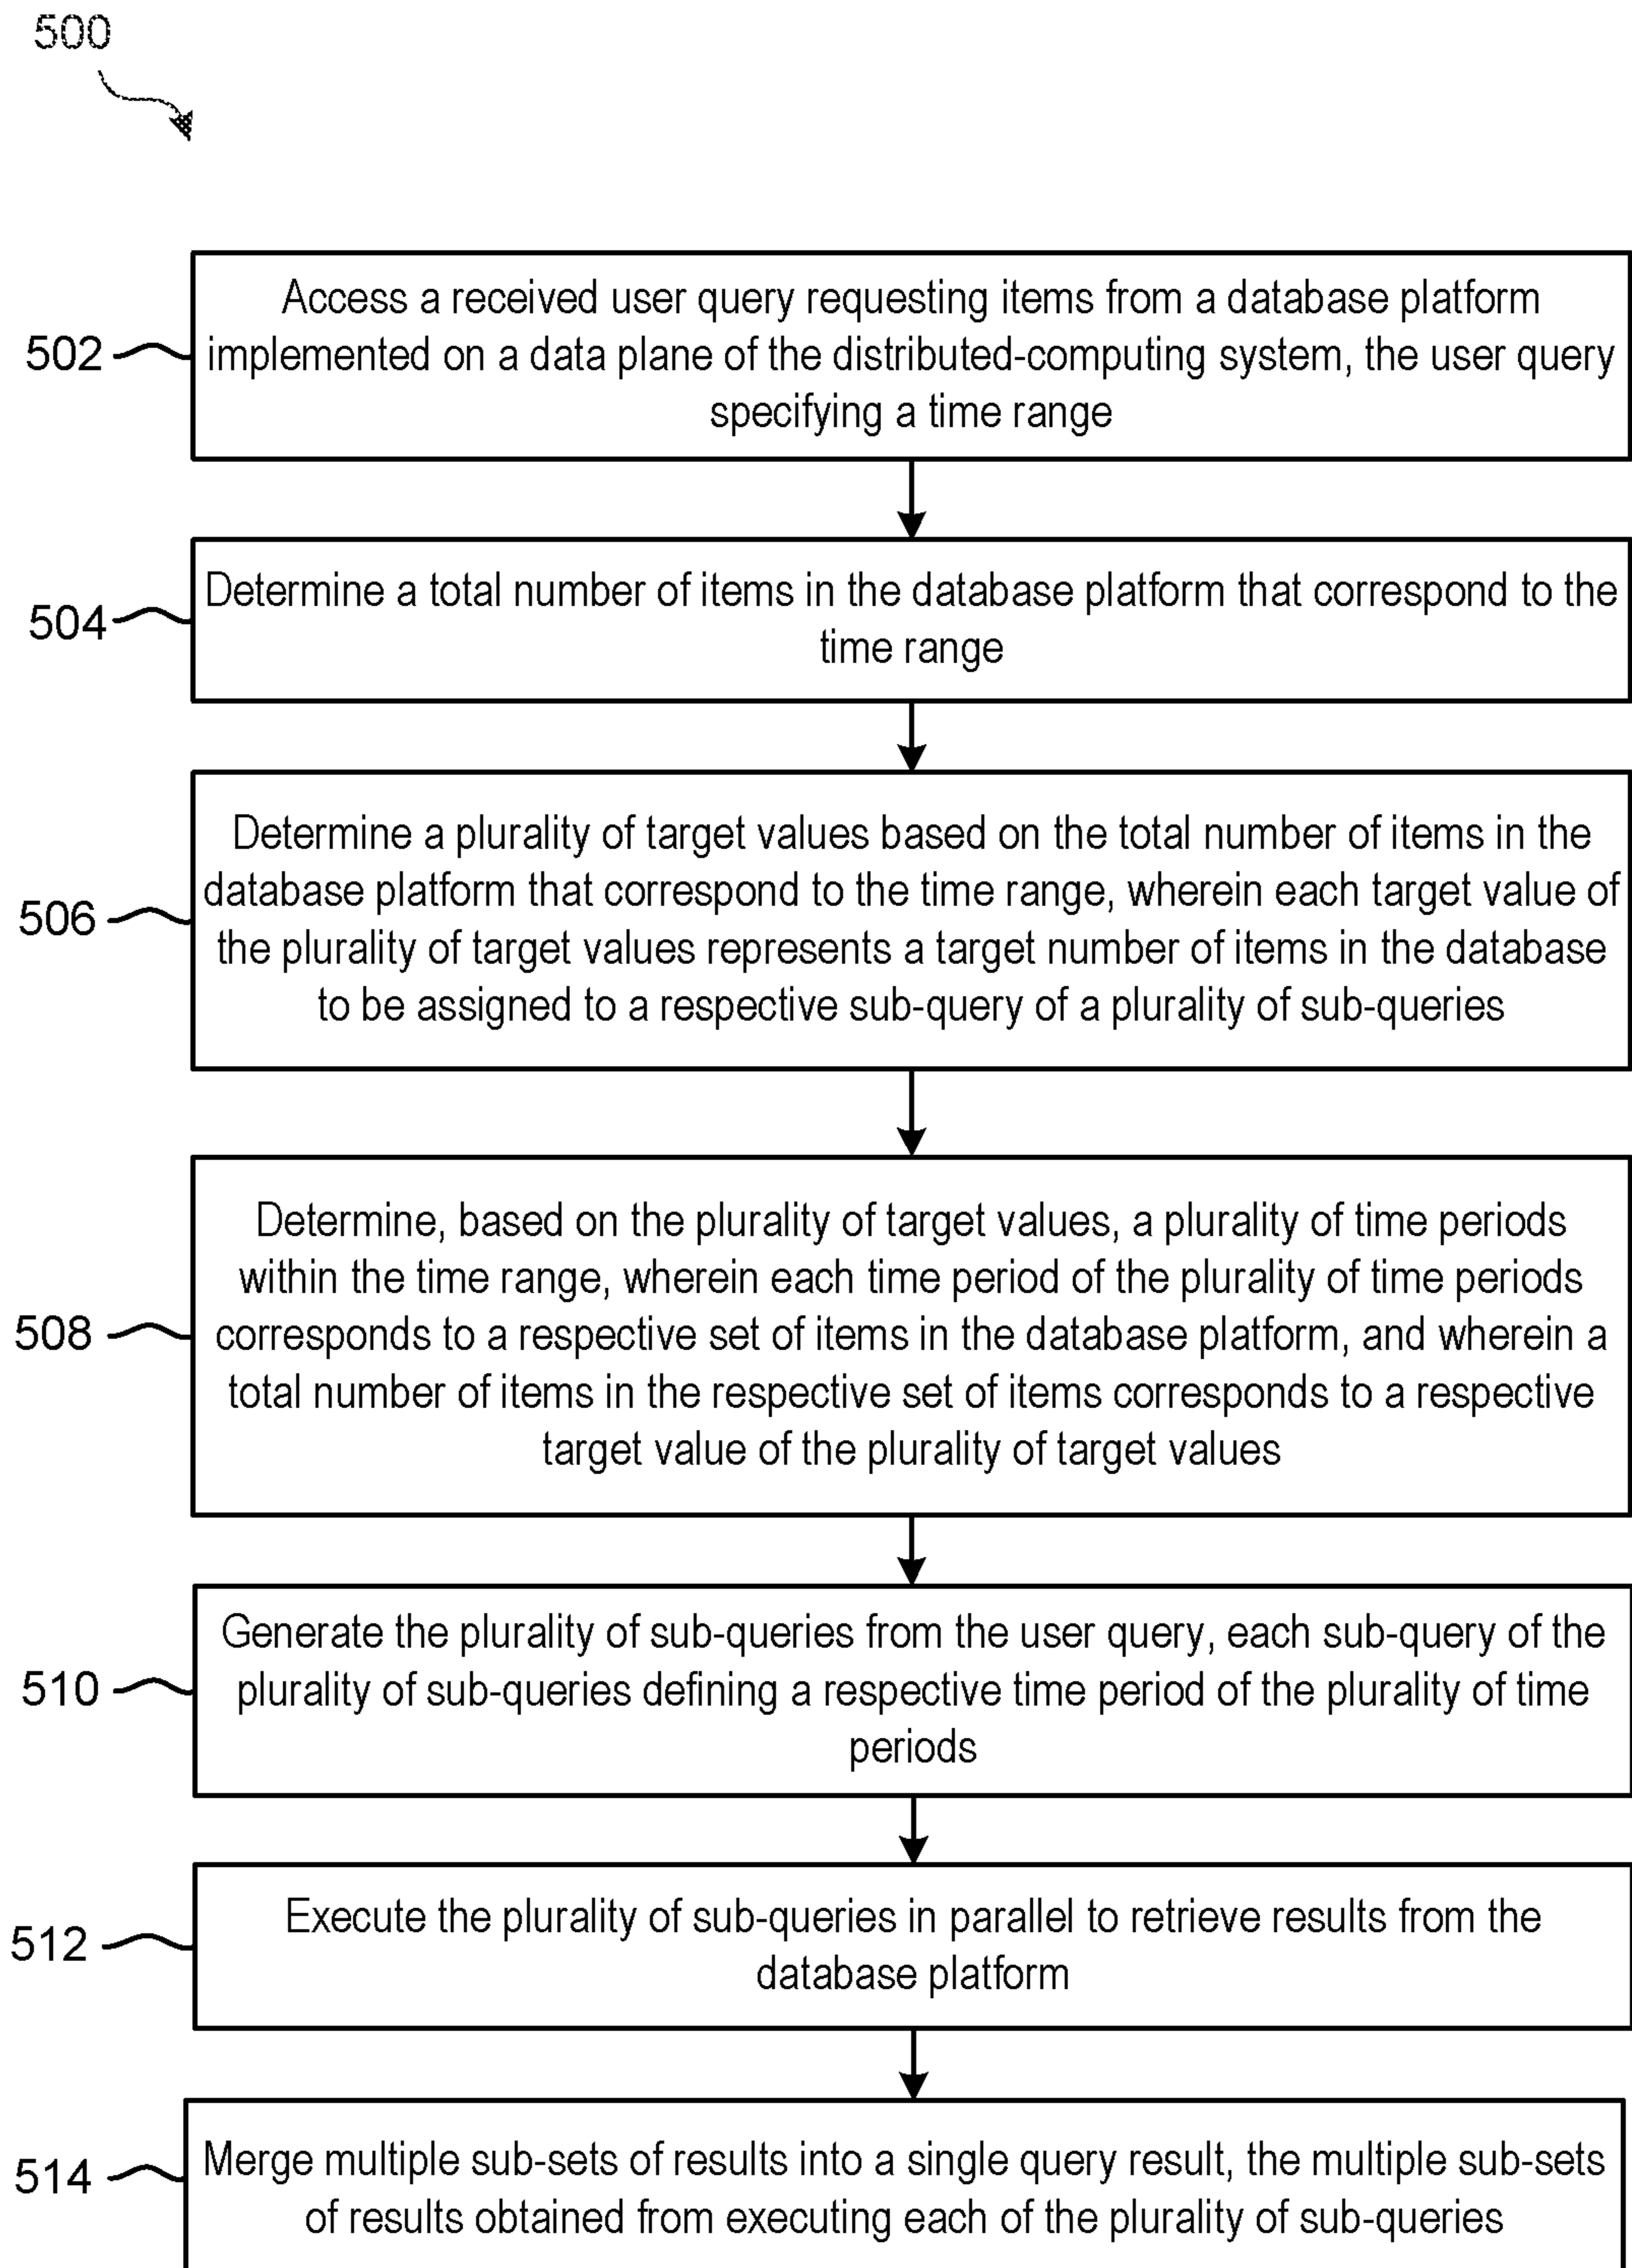 500
502
Access a received user query requesting items from a database platform
implemented on a data plane of the distributed-computing system, the user query
specifying a time range
504
Determine a total number of items in the database platform that correspond to the
time range
506
Determine a plurality of target values based on the total number of items in the
database platform that correspond to the time range, wherein each target value of
the plurality of target values represents a target number of items in the database
to be assigned to a respective sub-query of a plurality of sub-queries
508
Determine, based on the plurality of target values, a plurality of time periods
within the time range, wherein each time period of the plurality of time periods
corresponds to a respective set of items in the database platform, and wherein a
total number of items in the respective set of items corresponds to a respective
target value of the plurality of target values
510
Generate the plurality of sub-queries from the user query, each sub-query of the
plurality of sub-queries defining a respective time period of the plurality of time
periods
512
Execute the plurality of sub-queries in parallel to retrieve results from the
database platform
514
Merge multiple sub-sets of results into a single query result, the multiple sub-sets
of results obtained from executing each of the plurality of sub-queries